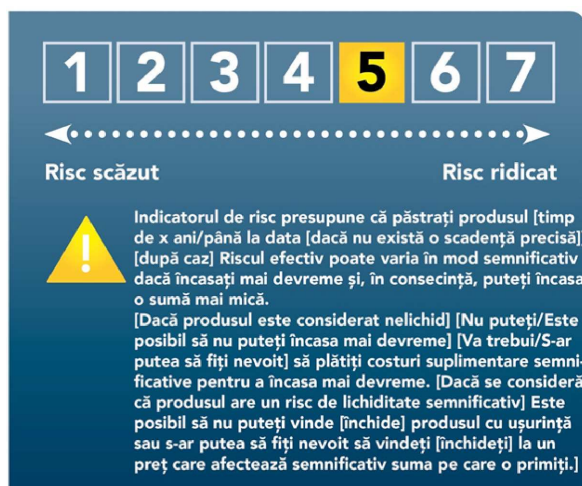 1 2 3 4 5 6 7
Risc scăzut Risc ridicat
Indicatorul de risc presupune că păstrați produsul [timp
de x ani/până la data [dacă nu există o scadență precisă]]
[după caz] Riscul efectiv poate varia în mod semnificativ
dacă încasați mai devreme și, în consecință, puteți încasa
o sumă mai mică.
[Dacă produsul este considerat nelichid] [Nu puteți/Este
posibil să nu puteți încasa mai devreme] [Va trebui/S-ar
putea să fiți nevoit] să plătiți costuri suplimentare semni-
ficative pentru a încasa mai devreme. [Dacă se consideră
că produsul are un risc de lichiditate semnificativ] Este
posibil să nu puteți vinde [închide] produsul cu ușurință
sau s-ar putea să fiți nevoit să vindeți [închideți] la un
preț care afectează semnificativ suma pe care o primiți.]